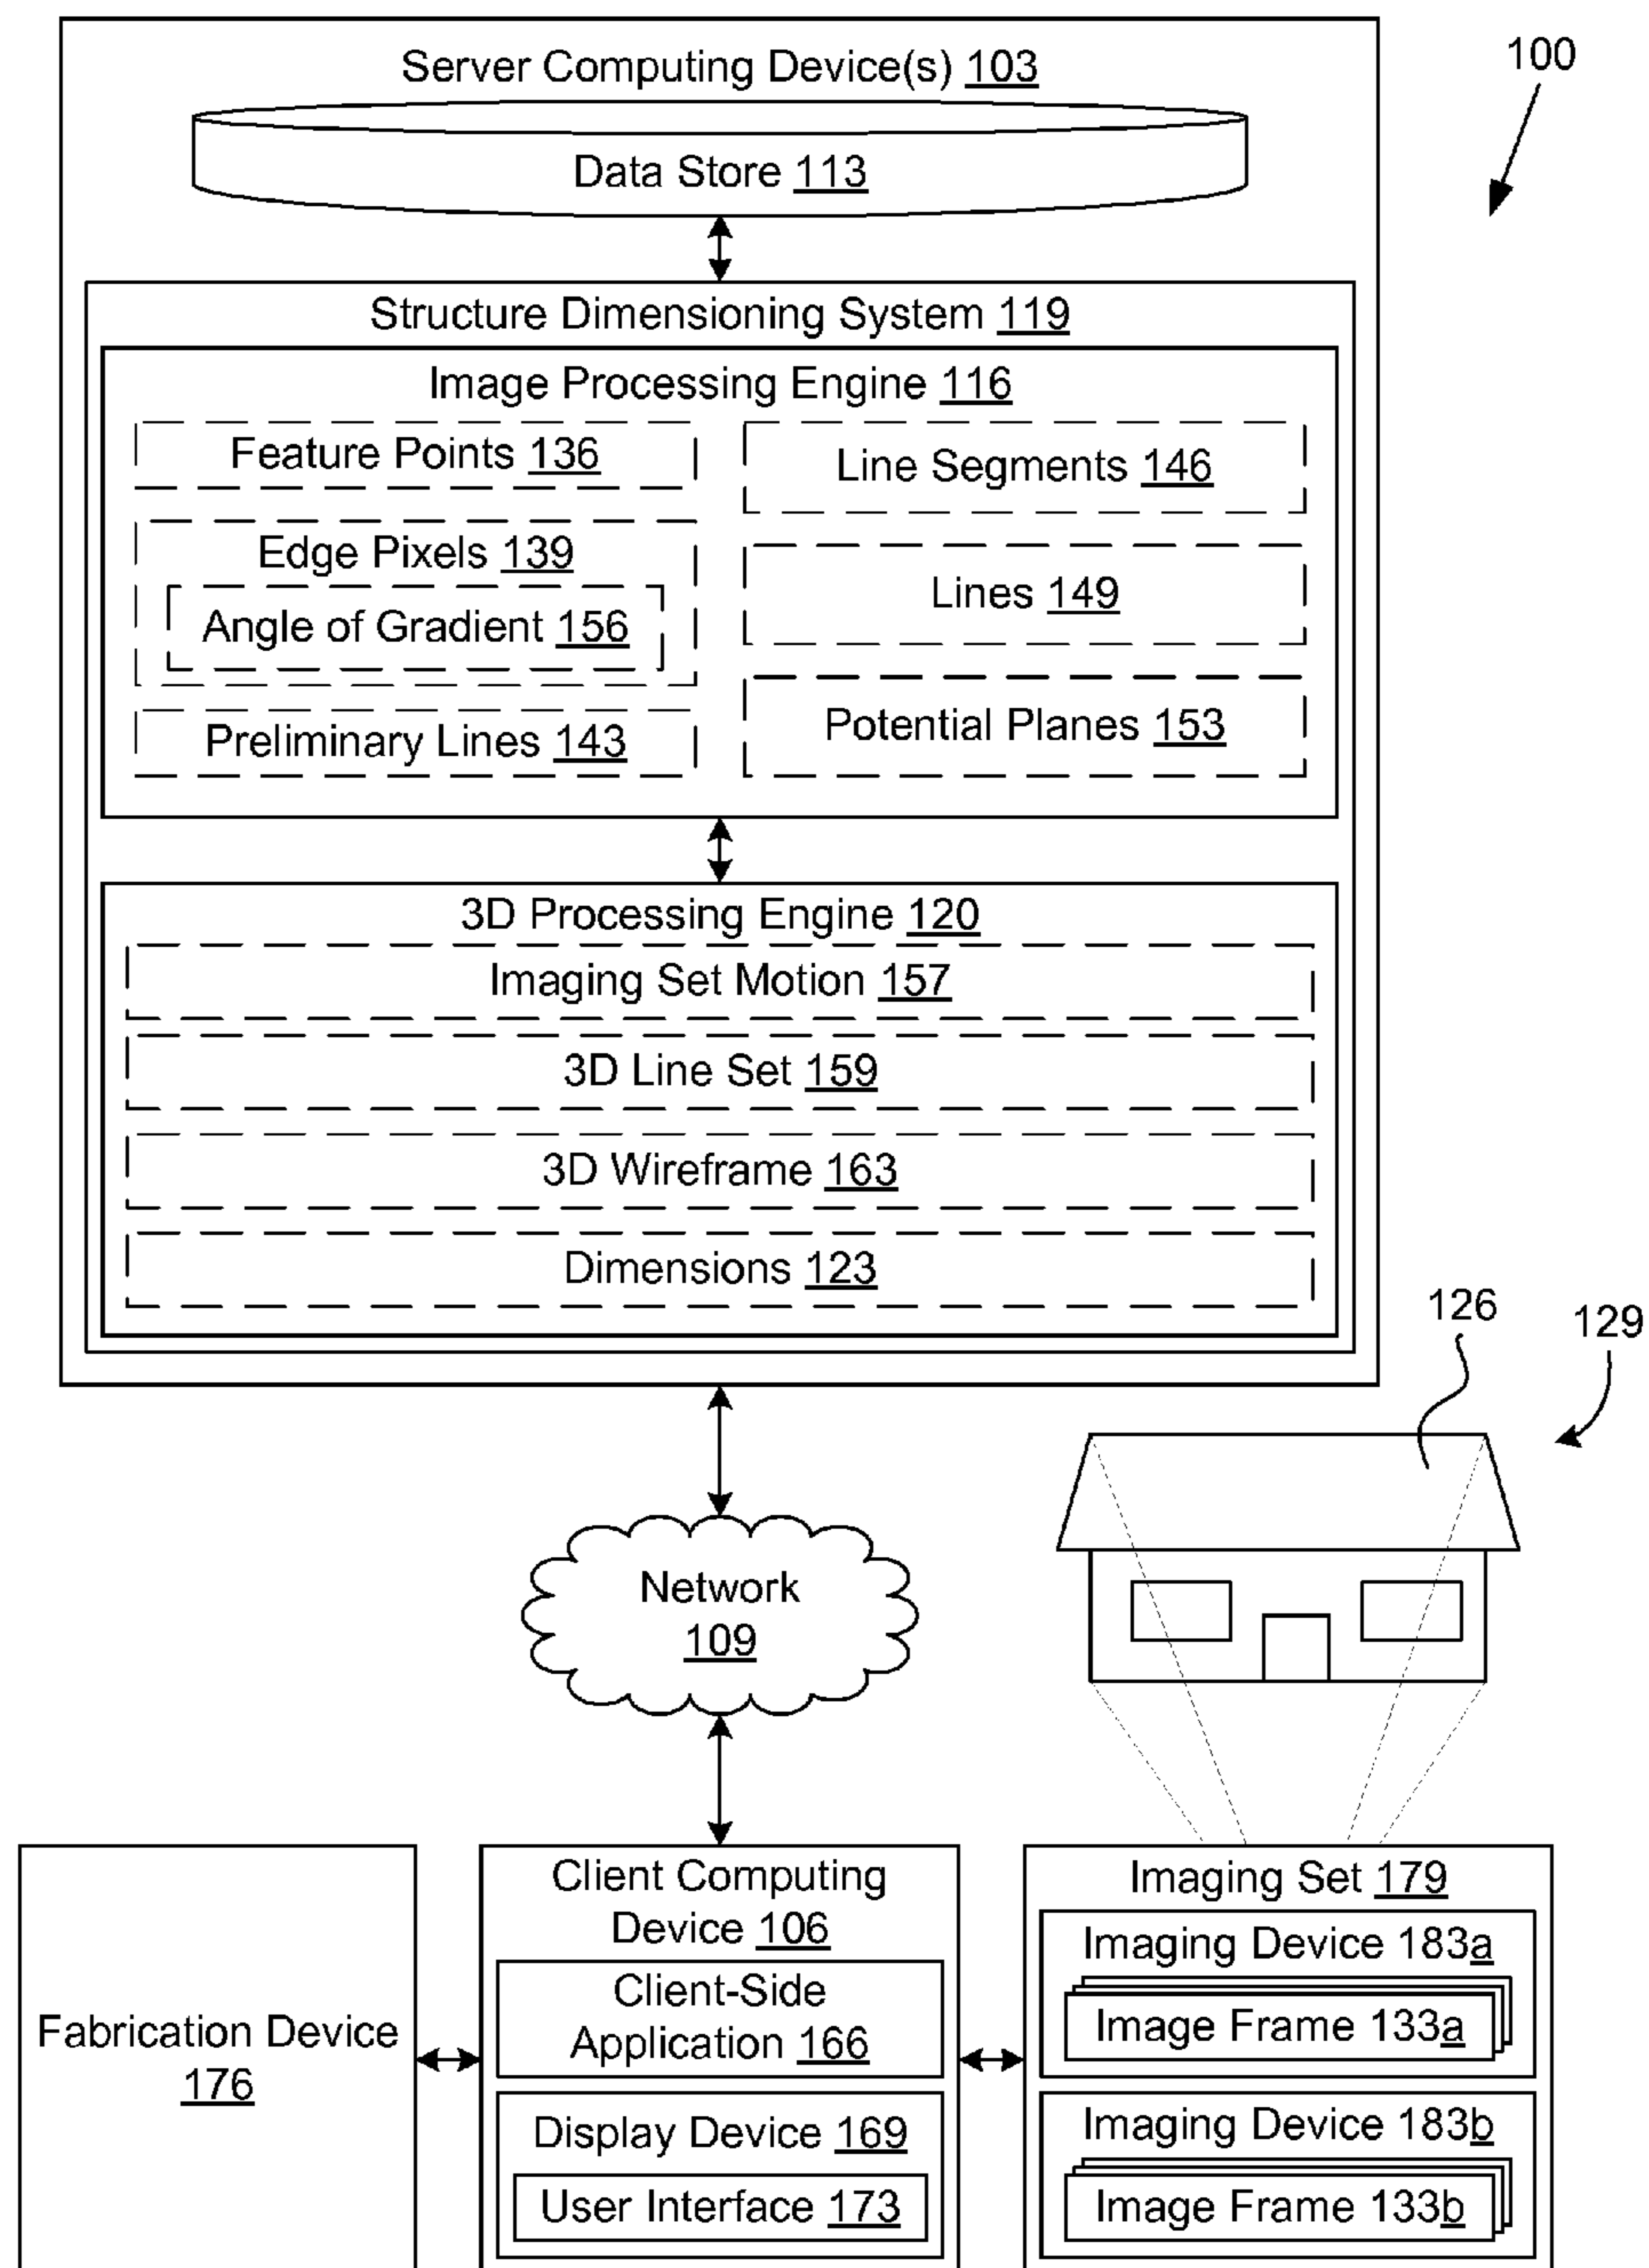 100
Server Computing Device(s) 103
Data Store 113
Structure Dimensioning System 119
Image Processing Engine 116
Feature Points 136
Edge Pixels 139
Angle of Gradient 156
Preliminary Lines 143
Line Segments 146
Lines 149
Potential Planes 153
3D Processing Engine 120
Imaging Set Motion 157
3D Line Set 159
3D Wireframe 163
Dimensions 123
126
129
Network
109
Fabrication Device
176
Client Computing
Device 106
Client-Side
Application 166
Display Device 169
User Interface 173
Imaging Set 179
Imaging Device 183a
Image Frame 133a
Imaging Device 183b
Image Frame 133b